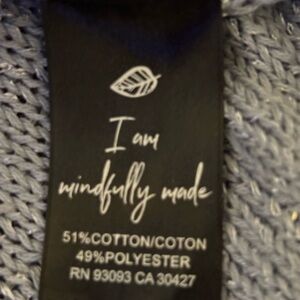 I am
mindfully made
51%COTTON/COTON
49%POLYESTER
RN 93093 CA 30427